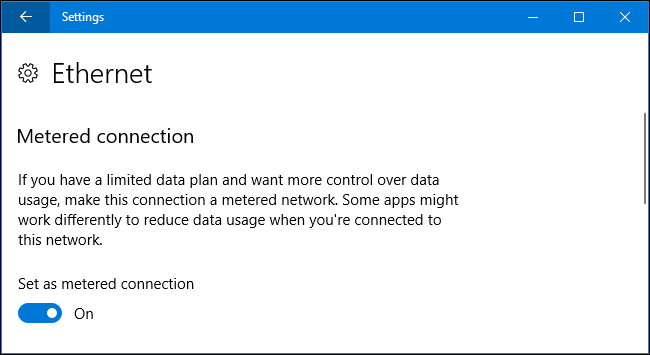 Settings
Ethernet
Metered connection
If you have a limited data plan and want more control over data
usage, make this connection a metered network. Some apps might
work differently to reduce data usage when you're connected to
this network.
Set as metered connection
On